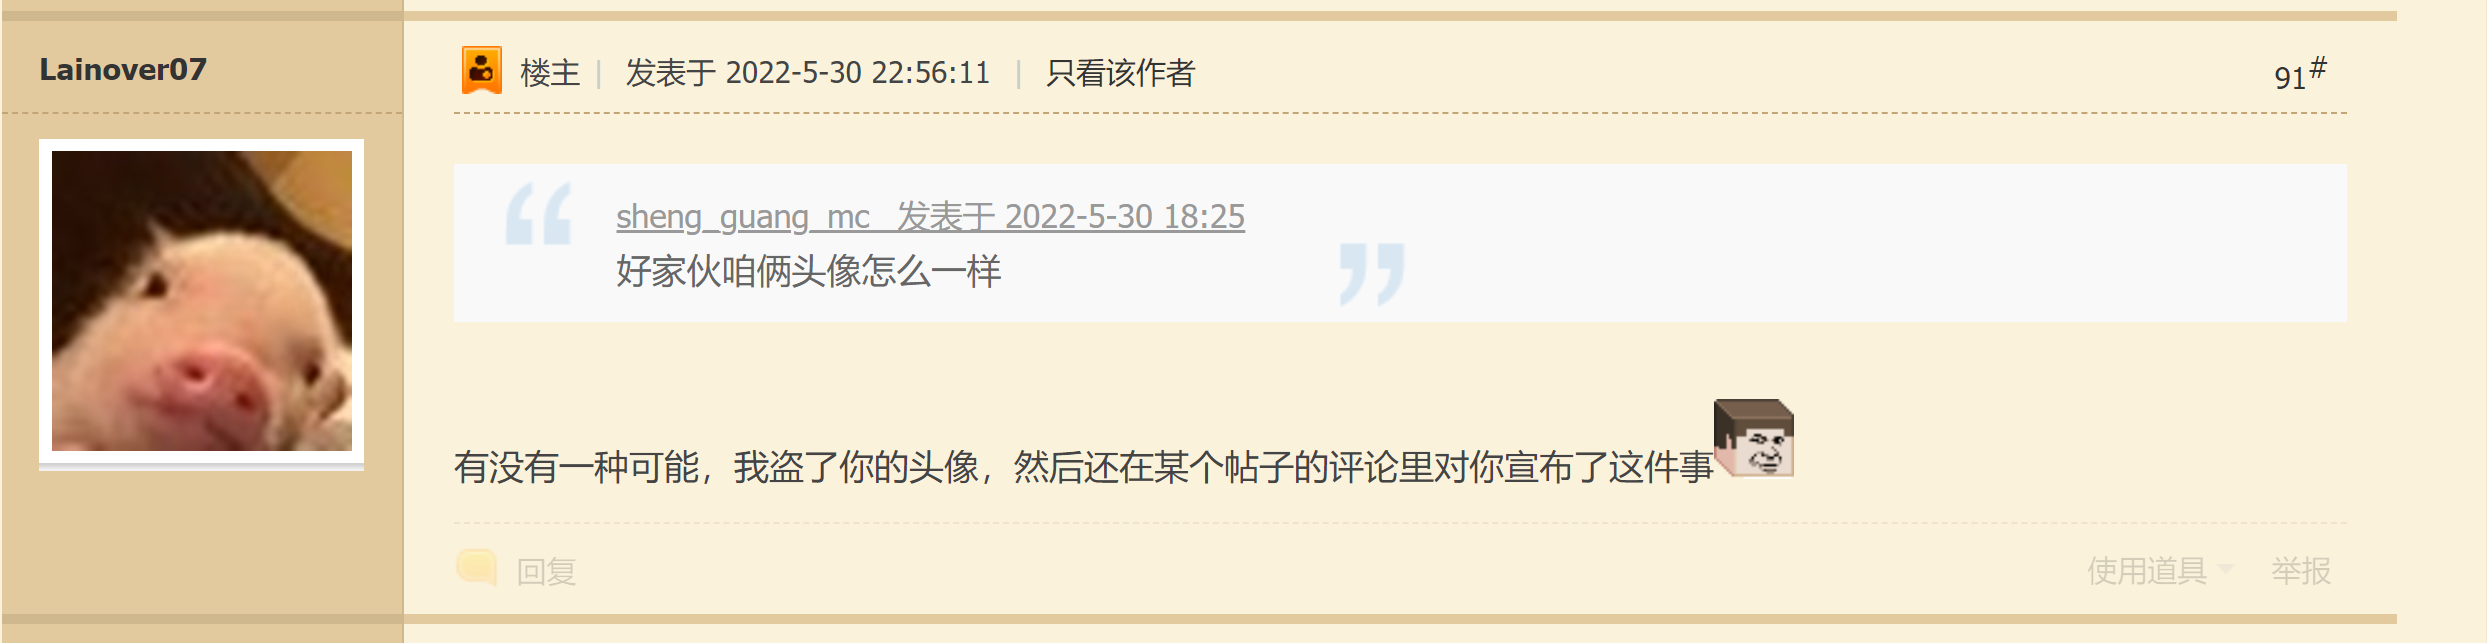 Lainover07
楼主 | 发表于 2022-5-30 22:56:11 | 只看该作者
91#
sheng_guang_mc 发表于 2022-5-30 18:25
好家伙咱俩头像怎么一样
有没有一种可能，我盗了你的头像，然后还在某个帖子的评论里对你宣布了这件事
回复
使用道具 举报